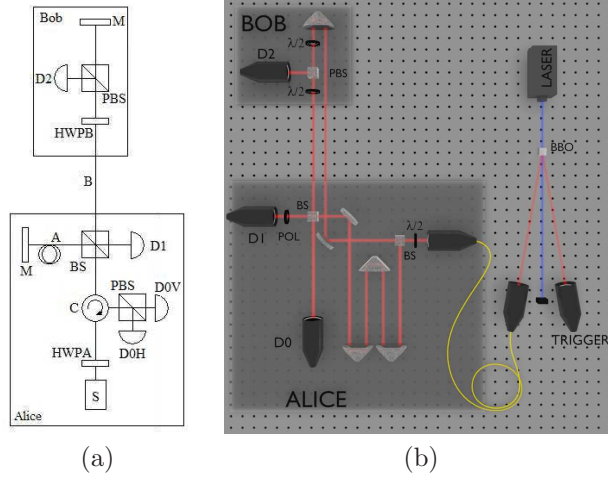 Bob
M
D2
PBS
HWPB
B
A
M
BS
D1
PBS
D0V
C
D0H
HWPA
S
Alice
(a)
BOB
λ/2
D2
PBS
λ/2
LASER
BBO
BS
D1
POL
λ/2
BS
D0
TRIGGER
ALICE
(b)